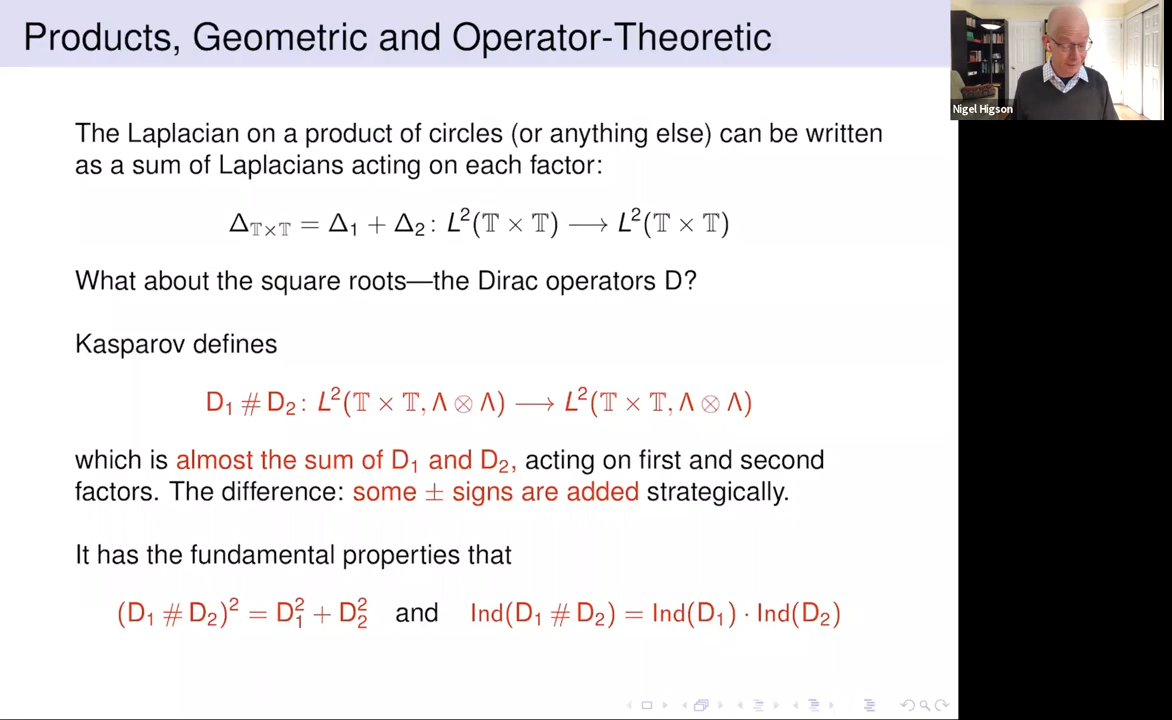 Products, Geometric and Operator-Theoretic
Nigel Higson
The Laplacian on a product of circles (or anything else) can be written
as a sum of Laplacians acting on each factor:
Δ_{𝕋×𝕋} = Δ₁ + Δ₂ : L²(𝕋 × 𝕋) ⟶ L²(𝕋 × 𝕋)
What about the square roots—the Dirac operators D?
Kasparov defines
D₁ # D₂ : L²(𝕋 × 𝕋, Λ ⊗ Λ) ⟶ L²(𝕋 × 𝕋, Λ ⊗ Λ)
which is almost the sum of D₁ and D₂, acting on first and second
factors. The difference: some ± signs are added strategically.
It has the fundamental properties that
(D₁ # D₂)² = D₁² + D₂² and Ind(D₁ # D₂) = Ind(D₁) · Ind(D₂)